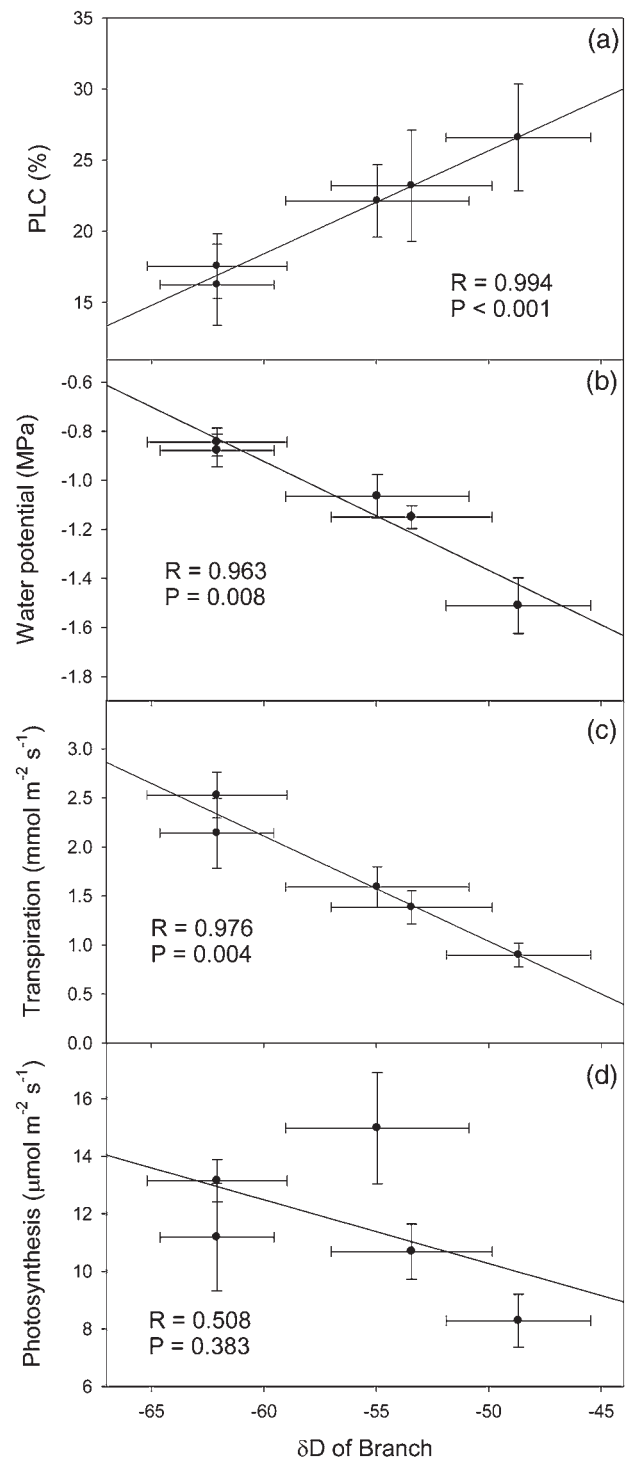 (a)
35
30
25
20
15
PLC (%)
R = 0.994
P < 0.001
(b)
-0.6
-0.8
-1.0
-1.2
-1.4
-1.6
-1.8
Water potential (MPa)
R = 0.963
P = 0.008
(c)
3.0
2.5
2.0
1.5
1.0
0.5
0.0
Transpiration (mmol m⁻² s⁻¹)
R = 0.976
P = 0.004
(d)
16
14
12
10
8
6
Photosynthesis (μmol m⁻² s⁻¹)
R = 0.508
P = 0.383
-65 -60 -55 -50 -45
δD of Branch